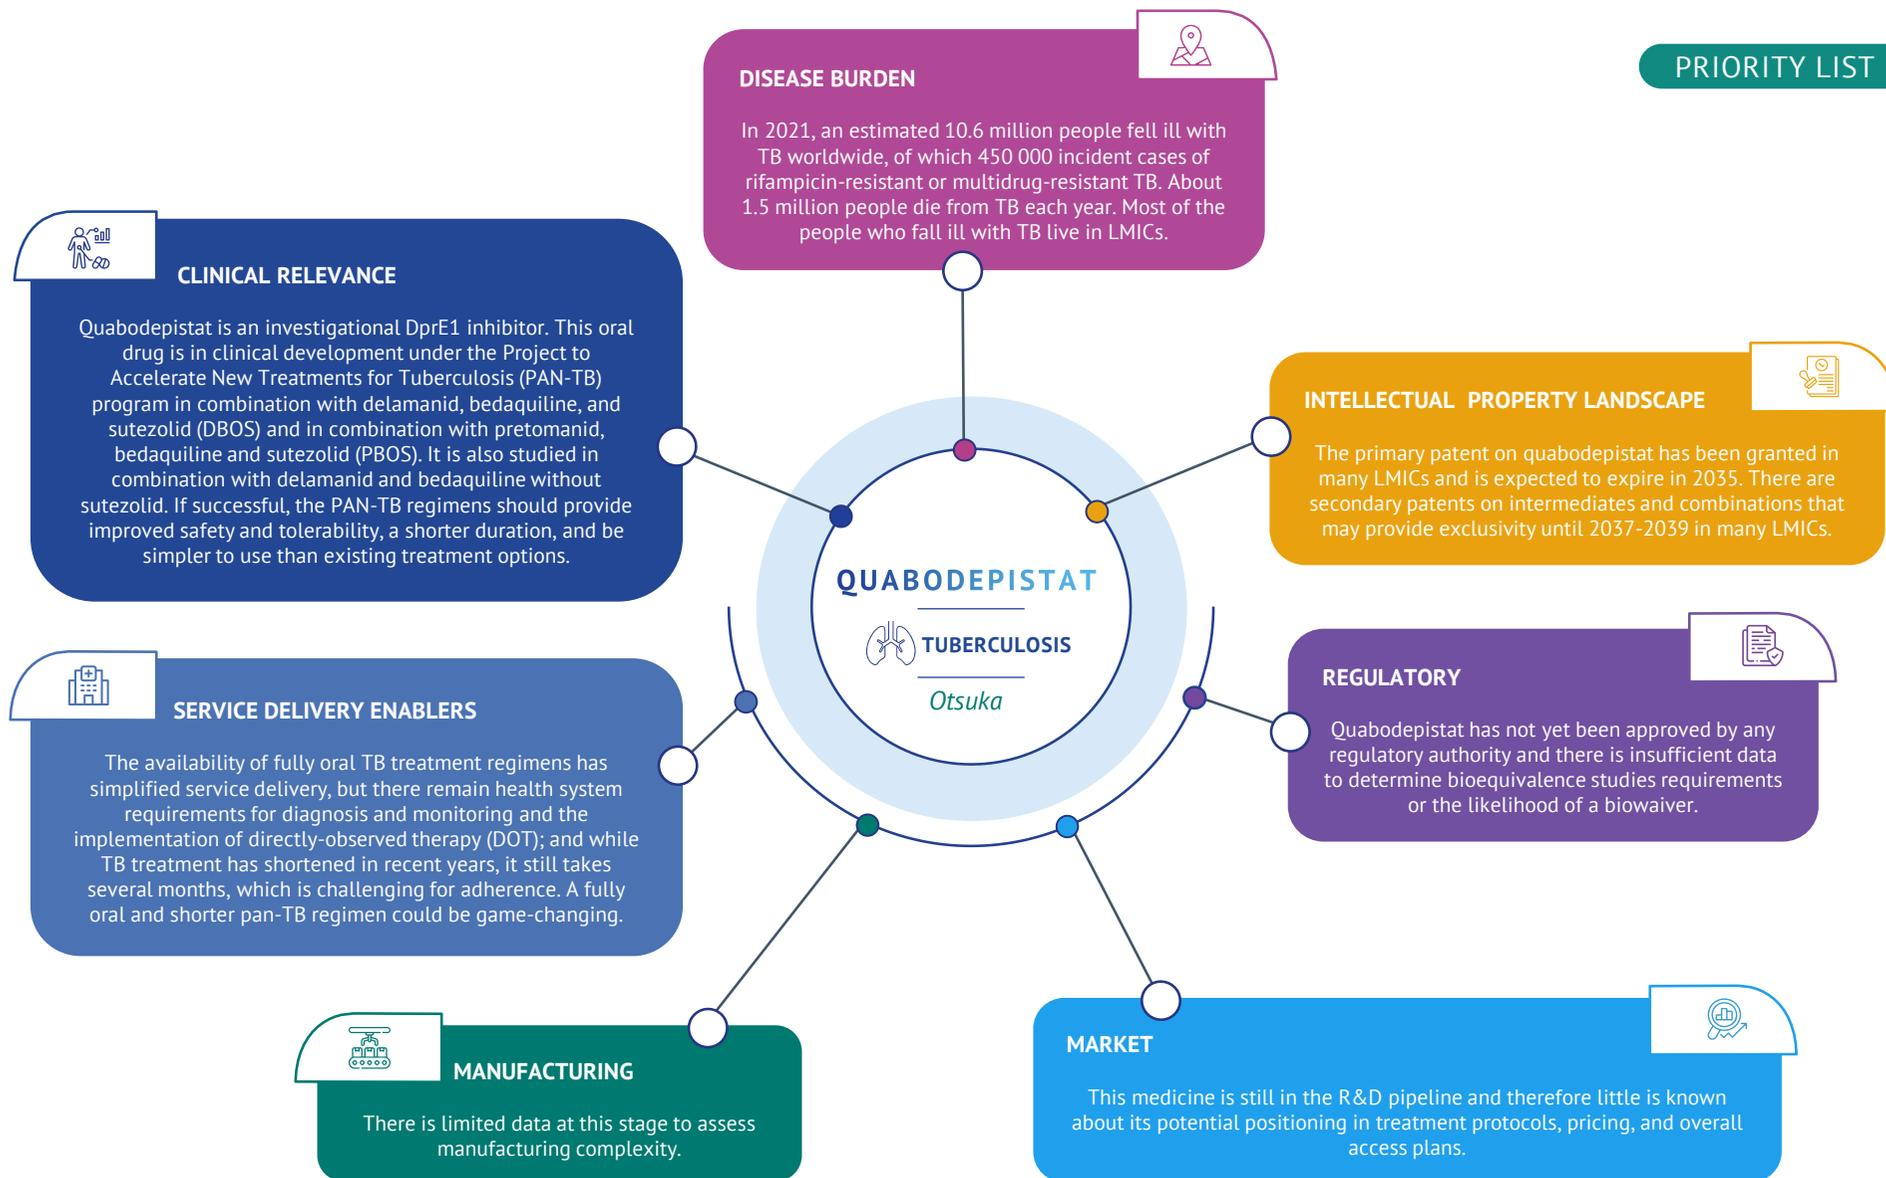 PRIORITY LIST
DISEASE BURDEN
In 2021, an estimated 10.6 million people fell ill with
TB worldwide, of which 450 000 incident cases of
rifampicin-resistant or multidrug-resistant TB. About
1.5 million people die from TB each year. Most of the
people who fall ill with TB live in LMICs.
CLINICAL RELEVANCE
Quabodepistat is an investigational DprE1 inhibitor. This oral
drug is in clinical development under the Project to
Accelerate New Treatments for Tuberculosis (PAN-TB)
program in combination with delamanid, bedaquiline, and
sutezolid (DBOS) and in combination with pretomanid,
bedaquiline and sutezolid (PBOS). It is also studied in
combination with delamanid and bedaquiline without
sutezolid. If successful, the PAN-TB regimens should provide
improved safety and tolerability, a shorter duration, and be
simpler to use than existing treatment options.
INTELLECTUAL PROPERTY LANDSCAPE
The primary patent on quabodepistat has been granted in
many LMICs and is expected to expire in 2035. There are
secondary patents on intermediates and combinations that
may provide exclusivity until 2037-2039 in many LMICs.
QUABODEPISTAT
TUBERCULOSIS
Otsuka
SERVICE DELIVERY ENABLERS
The availability of fully oral TB treatment regimens has
simplified service delivery, but there remain health system
requirements for diagnosis and monitoring and the
implementation of directly-observed therapy (DOT); and while
TB treatment has shortened in recent years, it still takes
several months, which is challenging for adherence. A fully
oral and shorter pan-TB regimen could be game-changing.
REGULATORY
Quabodepistat has not yet been approved by any
regulatory authority and there is insufficient data
to determine bioequivalence studies requirements
or the likelihood of a biowaiver.
MANUFACTURING
There is limited data at this stage to assess
manufacturing complexity.
MARKET
This medicine is still in the R&D pipeline and therefore little is known
about its potential positioning in treatment protocols, pricing, and overall
access plans.